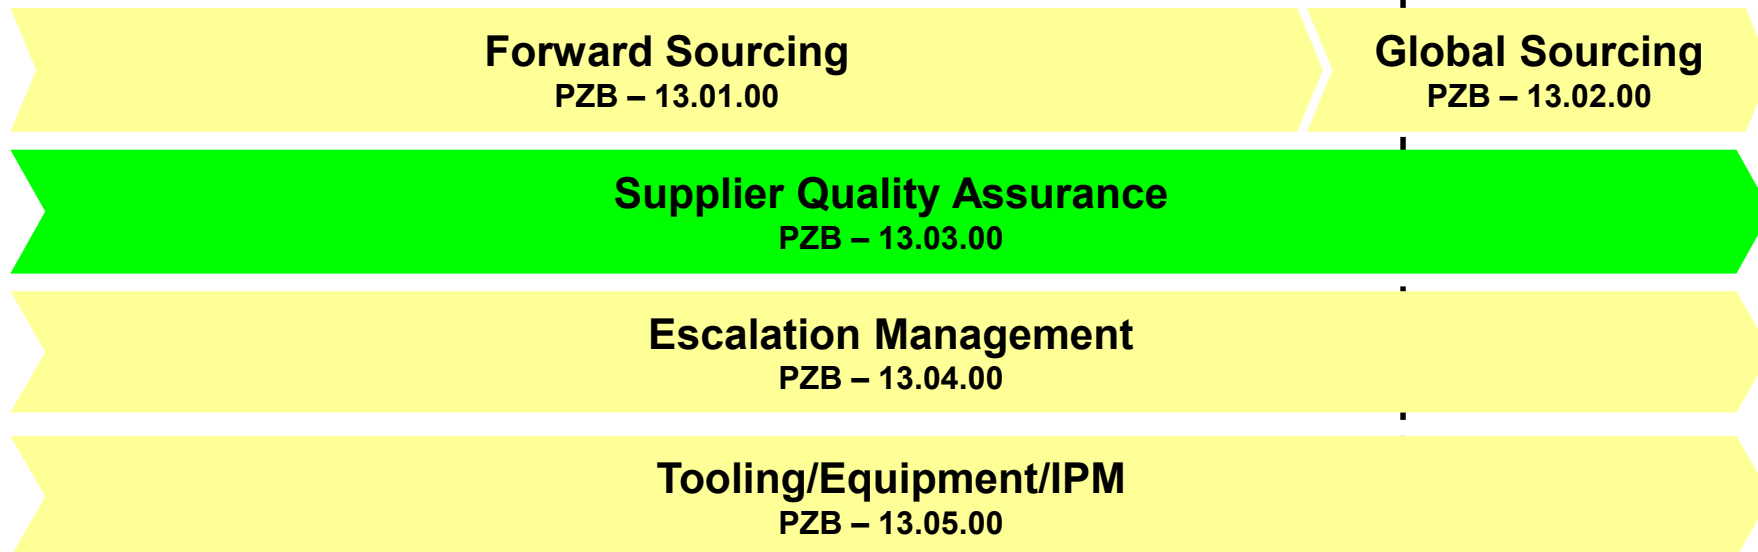 Forward Sourcing
PZB – 13.01.00
Global Sourcing
PZB – 13.02.00
Supplier Quality Assurance
PZB – 13.03.00
Escalation Management
PZB – 13.04.00
Tooling/Equipment/IPM
PZB – 13.05.00